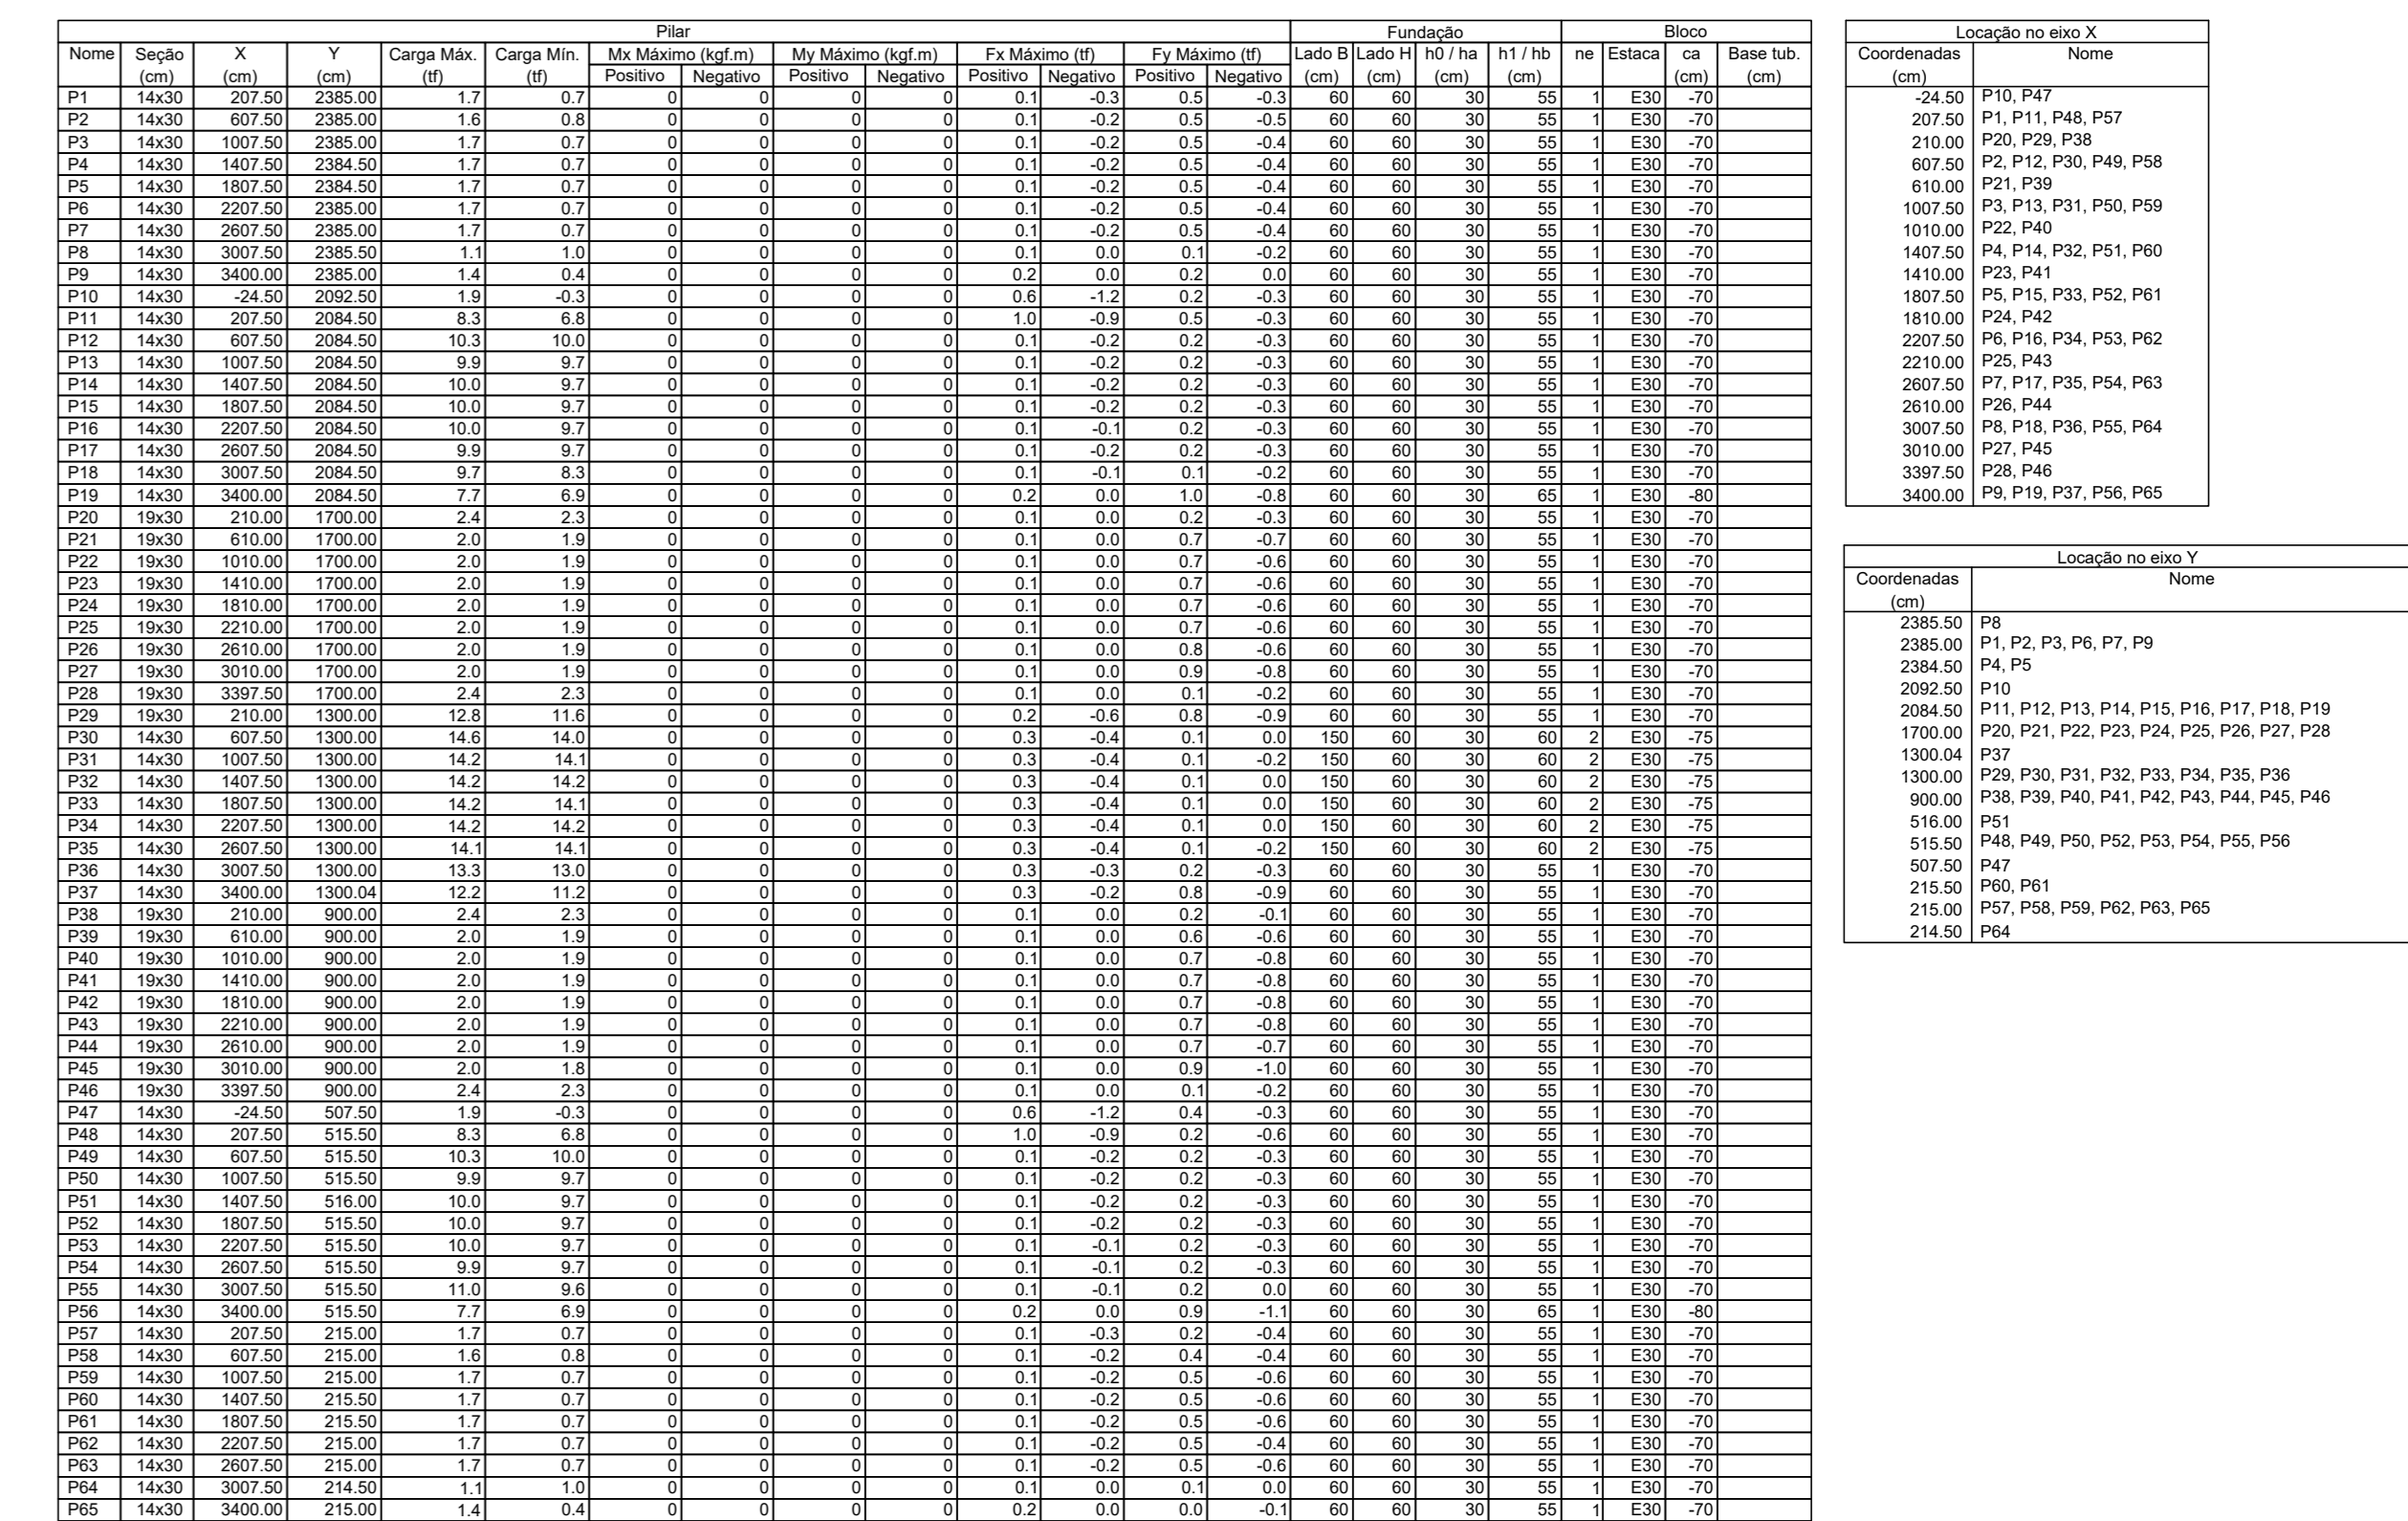 Pilar Fundação Bloco
Nome Seção X Y Carga Máx. Carga Mín. Mx Máximo (kgf.m) My Máximo (kgf.m) Fx Máximo (tf) Fy Máximo (tf) Lado B Lado H h0 / ha h1 / hb ne Estaca ca Base tub.
(cm) (cm) (cm) (tf) (tf) Positivo Negativo Positivo Negativo Positivo Negativo Positivo Negativo (cm) (cm) (cm) (cm) (cm) (cm)
P1 14x30 207.50 2385.00 1.7 0.7 0 0 0 0 0.1 -0.3 0.5 -0.3 60 60 30 55 1 E30 -70
P2 14x30 607.50 2385.00 1.6 0.8 0 0 0 0 0.1 -0.2 0.5 -0.5 60 60 30 55 1 E30 -70
P3 14x30 1007.50 2385.00 1.7 0.7 0 0 0 0 0.1 -0.2 0.5 -0.4 60 60 30 55 1 E30 -70
P4 14x30 1407.50 2384.50 1.7 0.7 0 0 0 0 0.1 -0.2 0.5 -0.4 60 60 30 55 1 E30 -70
P5 14x30 1807.50 2384.50 1.7 0.7 0 0 0 0 0.1 -0.2 0.5 -0.4 60 60 30 55 1 E30 -70
P6 14x30 2207.50 2385.00 1.7 0.7 0 0 0 0 0.1 -0.2 0.5 -0.4 60 60 30 55 1 E30 -70
P7 14x30 2607.50 2385.00 1.7 0.7 0 0 0 0 0.1 -0.2 0.5 -0.4 60 60 30 55 1 E30 -70
P8 14x30 3007.50 2385.50 1.1 1.0 0 0 0 0 0.1 0.0 0.1 -0.2 60 60 30 55 1 E30 -70
P9 14x30 3400.00 2385.00 1.4 0.4 0 0 0 0 0.2 0.0 0.2 0.0 60 60 30 55 1 E30 -70
P10 14x30 -24.50 2092.50 1.9 -0.3 0 0 0 0 0.6 -1.2 0.2 -0.3 60 60 30 55 1 E30 -70
P11 14x30 207.50 2084.50 8.3 6.8 0 0 0 0 1.0 -0.9 0.5 -0.3 60 60 30 55 1 E30 -70
P12 14x30 607.50 2084.50 10.3 10.0 0 0 0 0 0.1 -0.2 0.2 -0.3 60 60 30 55 1 E30 -70
P13 14x30 1007.50 2084.50 9.9 9.7 0 0 0 0 0.1 -0.2 0.2 -0.3 60 60 30 55 1 E30 -70
P14 14x30 1407.50 2084.50 10.0 9.7 0 0 0 0 0.1 -0.2 0.2 -0.3 60 60 30 55 1 E30 -70
P15 14x30 1807.50 2084.50 10.0 9.7 0 0 0 0 0.1 -0.2 0.2 -0.3 60 60 30 55 1 E30 -70
P16 14x30 2207.50 2084.50 10.0 9.7 0 0 0 0 0.1 -0.1 0.2 -0.3 60 60 30 55 1 E30 -70
P17 14x30 2607.50 2084.50 9.9 9.7 0 0 0 0 0.1 -0.2 0.2 -0.3 60 60 30 55 1 E30 -70
P18 14x30 3007.50 2084.50 9.7 8.3 0 0 0 0 0.1 -0.1 0.1 -0.2 60 60 30 55 1 E30 -70
P19 14x30 3400.00 2084.50 7.7 6.9 0 0 0 0 0.2 0.0 1.0 -0.8 60 60 30 65 1 E30 -80
P20 19x30 210.00 1700.00 2.4 2.3 0 0 0 0 0.1 0.0 0.2 -0.3 60 60 30 55 1 E30 -70
P21 19x30 610.00 1700.00 2.0 1.9 0 0 0 0 0.1 0.0 0.7 -0.7 60 60 30 55 1 E30 -70
P22 19x30 1010.00 1700.00 2.0 1.9 0 0 0 0 0.1 0.0 0.7 -0.6 60 60 30 55 1 E30 -70
P23 19x30 1410.00 1700.00 2.0 1.9 0 0 0 0 0.1 0.0 0.7 -0.6 60 60 30 55 1 E30 -70
P24 19x30 1810.00 1700.00 2.0 1.9 0 0 0 0 0.1 0.0 0.7 -0.6 60 60 30 55 1 E30 -70
P25 19x30 2210.00 1700.00 2.0 1.9 0 0 0 0 0.1 0.0 0.7 -0.6 60 60 30 55 1 E30 -70
P26 19x30 2610.00 1700.00 2.0 1.9 0 0 0 0 0.1 0.0 0.8 -0.6 60 60 30 55 1 E30 -70
P27 19x30 3010.00 1700.00 2.0 1.9 0 0 0 0 0.1 0.0 0.9 -0.8 60 60 30 55 1 E30 -70
P28 19x30 3397.50 1700.00 2.4 2.3 0 0 0 0 0.1 0.0 0.1 -0.2 60 60 30 55 1 E30 -70
P29 19x30 210.00 1300.00 12.8 11.6 0 0 0 0 0.2 -0.6 0.8 -0.9 60 60 30 55 1 E30 -70
P30 14x30 607.50 1300.00 14.6 14.0 0 0 0 0 0.3 -0.4 0.1 0.0 150 60 30 60 2 E30 -75
P31 14x30 1007.50 1300.00 14.2 14.1 0 0 0 0 0.3 -0.4 0.1 -0.2 150 60 30 60 2 E30 -75
P32 14x30 1407.50 1300.00 14.2 14.2 0 0 0 0 0.3 -0.4 0.1 0.0 150 60 30 60 2 E30 -75
P33 14x30 1807.50 1300.00 14.2 14.1 0 0 0 0 0.3 -0.4 0.1 0.0 150 60 30 60 2 E30 -75
P34 14x30 2207.50 1300.00 14.2 14.2 0 0 0 0 0.3 -0.4 0.1 0.0 150 60 30 60 2 E30 -75
P35 14x30 2607.50 1300.00 14.1 14.1 0 0 0 0 0.3 -0.4 0.1 -0.2 150 60 30 60 2 E30 -75
P36 14x30 3007.50 1300.00 13.3 13.0 0 0 0 0 0.3 -0.3 0.2 -0.3 60 60 30 55 1 E30 -70
P37 14x30 3400.00 1300.04 12.2 11.2 0 0 0 0 0.3 -0.2 0.8 -0.9 60 60 30 55 1 E30 -70
P38 19x30 210.00 900.00 2.4 2.3 0 0 0 0 0.1 0.0 0.2 -0.1 60 60 30 55 1 E30 -70
P39 19x30 610.00 900.00 2.0 1.9 0 0 0 0 0.1 0.0 0.6 -0.6 60 60 30 55 1 E30 -70
P40 19x30 1010.00 900.00 2.0 1.9 0 0 0 0 0.1 0.0 0.7 -0.8 60 60 30 55 1 E30 -70
P41 19x30 1410.00 900.00 2.0 1.9 0 0 0 0 0.1 0.0 0.7 -0.8 60 60 30 55 1 E30 -70
P42 19x30 1810.00 900.00 2.0 1.9 0 0 0 0 0.1 0.0 0.7 -0.8 60 60 30 55 1 E30 -70
P43 19x30 2210.00 900.00 2.0 1.9 0 0 0 0 0.1 0.0 0.7 -0.8 60 60 30 55 1 E30 -70
P44 19x30 2610.00 900.00 2.0 1.9 0 0 0 0 0.1 0.0 0.7 -0.7 60 60 30 55 1 E30 -70
P45 19x30 3010.00 900.00 2.0 1.8 0 0 0 0 0.1 0.0 0.9 -1.0 60 60 30 55 1 E30 -70
P46 19x30 3397.50 900.00 2.4 2.3 0 0 0 0 0.1 0.0 0.1 -0.2 60 60 30 55 1 E30 -70
P47 14x30 -24.50 507.50 1.9 -0.3 0 0 0 0 0.6 -1.2 0.4 -0.3 60 60 30 55 1 E30 -70
P48 14x30 207.50 515.50 8.3 6.8 0 0 0 0 1.0 -0.9 0.2 -0.6 60 60 30 55 1 E30 -70
P49 14x30 607.50 515.50 10.3 10.0 0 0 0 0 0.1 -0.2 0.2 -0.3 60 60 30 55 1 E30 -70
P50 14x30 1007.50 515.50 9.9 9.7 0 0 0 0 0.1 -0.2 0.2 -0.3 60 60 30 55 1 E30 -70
P51 14x30 1407.50 516.00 10.0 9.7 0 0 0 0 0.1 -0.2 0.2 -0.3 60 60 30 55 1 E30 -70
P52 14x30 1807.50 515.50 10.0 9.7 0 0 0 0 0.1 -0.2 0.2 -0.3 60 60 30 55 1 E30 -70
P53 14x30 2207.50 515.50 10.0 9.7 0 0 0 0 0.1 -0.1 0.2 -0.3 60 60 30 55 1 E30 -70
P54 14x30 2607.50 515.50 9.9 9.7 0 0 0 0 0.1 -0.1 0.2 -0.3 60 60 30 55 1 E30 -70
P55 14x30 3007.50 515.50 11.0 9.6 0 0 0 0 0.1 -0.1 0.2 0.0 60 60 30 55 1 E30 -70
P56 14x30 3400.00 515.50 7.7 6.9 0 0 0 0 0.2 0.0 0.9 -1.1 60 60 30 65 1 E30 -80
P57 14x30 207.50 215.00 1.7 0.7 0 0 0 0 0.1 -0.3 0.2 -0.4 60 60 30 55 1 E30 -70
P58 14x30 607.50 215.00 1.6 0.8 0 0 0 0 0.1 -0.2 0.4 -0.4 60 60 30 55 1 E30 -70
P59 14x30 1007.50 215.00 1.7 0.7 0 0 0 0 0.1 -0.2 0.5 -0.6 60 60 30 55 1 E30 -70
P60 14x30 1407.50 215.50 1.7 0.7 0 0 0 0 0.1 -0.2 0.5 -0.6 60 60 30 55 1 E30 -70
P61 14x30 1807.50 215.50 1.7 0.7 0 0 0 0 0.1 -0.2 0.5 -0.6 60 60 30 55 1 E30 -70
P62 14x30 2207.50 215.00 1.7 0.7 0 0 0 0 0.1 -0.2 0.5 -0.4 60 60 30 55 1 E30 -70
P63 14x30 2607.50 215.00 1.7 0.7 0 0 0 0 0.1 -0.2 0.5 -0.6 60 60 30 55 1 E30 -70
P64 14x30 3007.50 214.50 1.1 1.0 0 0 0 0 0.1 0.0 0.1 0.0 60 60 30 55 1 E30 -70
P65 14x30 3400.00 215.00 1.4 0.4 0 0 0 0 0.2 0.0 0.0 -0.1 60 60 30 55 1 E30 -70
Locação no eixo X
Coordenadas Nome
(cm)
-24.50 P10, P47
207.50 P1, P11, P48, P57
210.00 P20, P29, P38
607.50 P2, P12, P30, P49, P58
610.00 P21, P39
1007.50 P3, P13, P31, P50, P59
1010.00 P22, P40
1407.50 P4, P14, P32, P51, P60
1410.00 P23, P41
1807.50 P5, P15, P33, P52, P61
1810.00 P24, P42
2207.50 P6, P16, P34, P53, P62
2210.00 P25, P43
2607.50 P7, P17, P35, P54, P63
2610.00 P26, P44
3007.50 P8, P18, P36, P55, P64
3010.00 P27, P45
3397.50 P28, P46
3400.00 P9, P19, P37, P56, P65
Locação no eixo Y
Coordenadas Nome
(cm)
2385.50 P8
2385.00 P1, P2, P3, P6, P7, P9
2384.50 P4, P5
2092.50 P10
2084.50 P11, P12, P13, P14, P15, P16, P17, P18, P19
1700.00 P20, P21, P22, P23, P24, P25, P26, P27, P28
1300.04 P37
1300.00 P29, P30, P31, P32, P33, P34, P35, P36
900.00 P38, P39, P40, P41, P42, P43, P44, P45, P46
516.00 P51
515.50 P48, P49, P50, P52, P53, P54, P55, P56
507.50 P47
215.50 P60, P61
215.00 P57, P58, P59, P62, P63, P65
214.50 P64